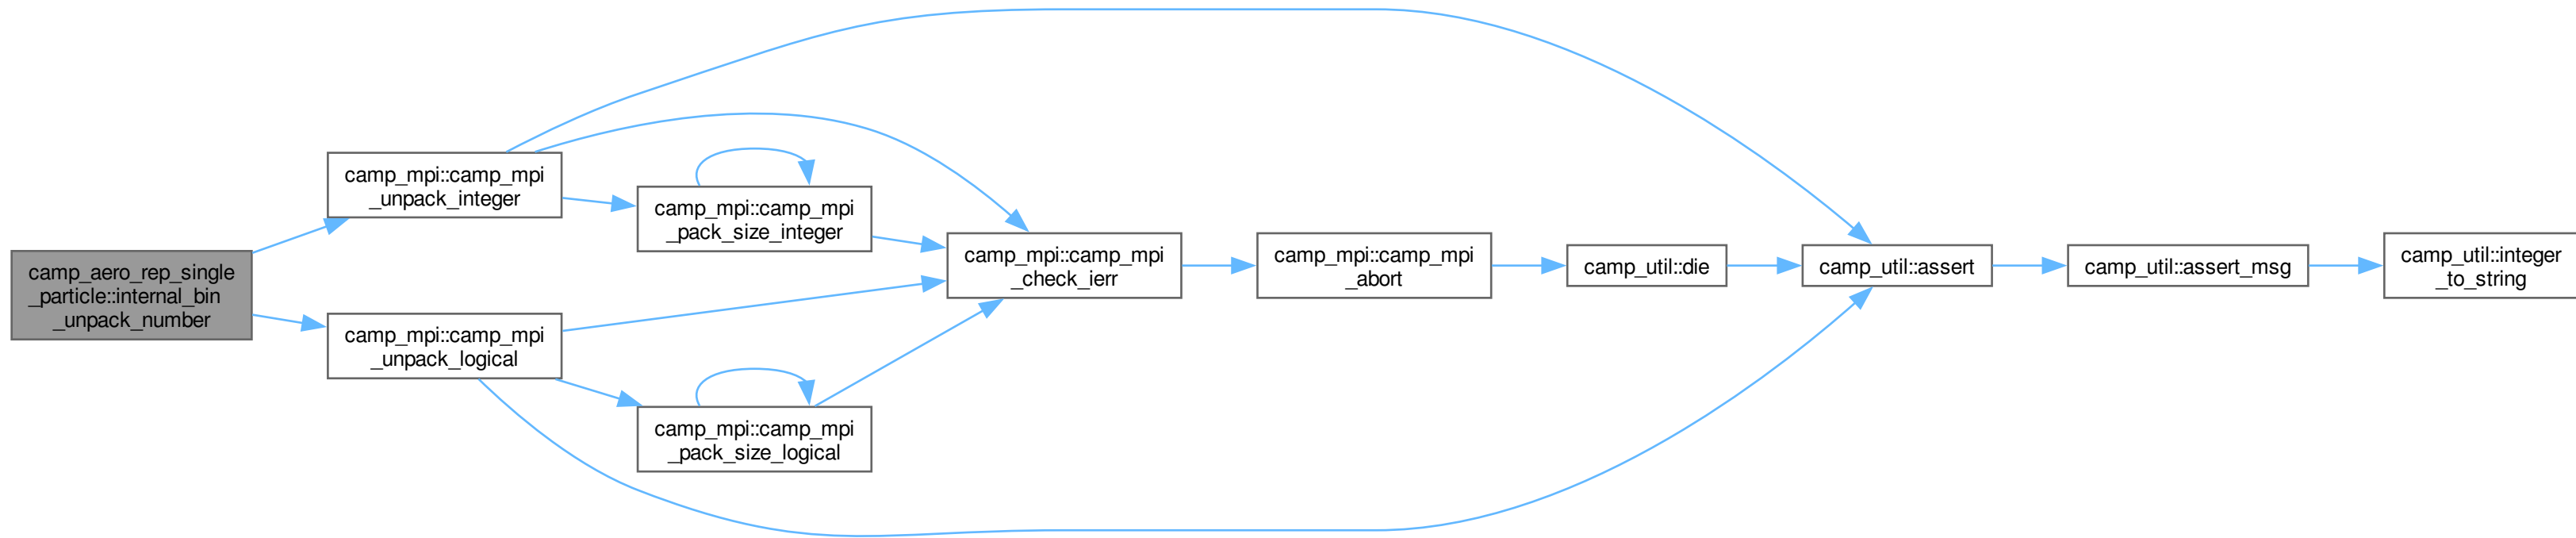 camp_aero_rep_single
_particle::internal_bin
_unpack_number
camp_mpi::camp_mpi
_unpack_integer
camp_mpi::camp_mpi
_unpack_logical
camp_mpi::camp_mpi
_pack_size_integer
camp_mpi::camp_mpi
_pack_size_logical
camp_mpi::camp_mpi
_check_ierr
camp_mpi::camp_mpi
_abort
camp_util::die
camp_util::assert
camp_util::assert_msg
camp_util::integer
_to_string